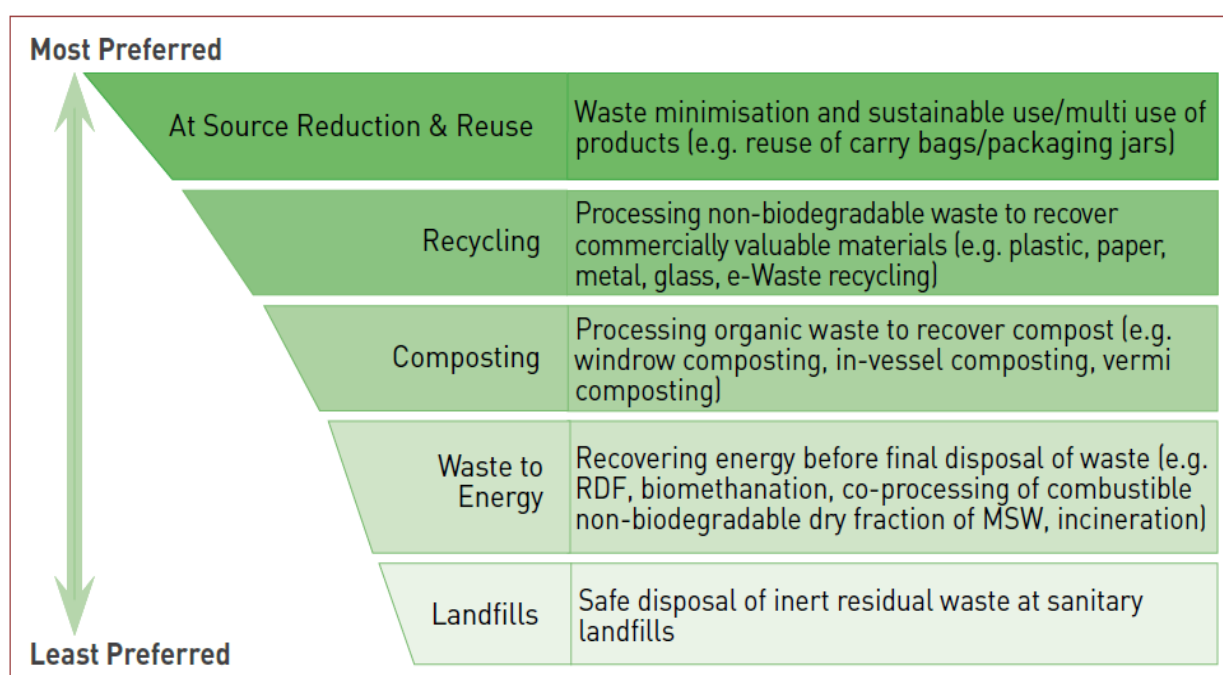 Most Preferred
At Source Reduction & Reuse
Waste minimisation and sustainable use/multi use of
products (e.g. reuse of carry bags/packaging jars)
Recycling
Processing non-biodegradable waste to recover
commercially valuable materials (e.g. plastic, paper,
metal, glass, e-Waste recycling)
Composting
Processing organic waste to recover compost (e.g.
windrow composting, in-vessel composting, vermi
composting)
Waste to
Energy
Recovering energy before final disposal of waste (e.g.
RDF, biomethanation, co-processing of combustible
non-biodegradable dry fraction of MSW, incineration)
Landfills
Safe disposal of inert residual waste at sanitary
landfills
Least Preferred